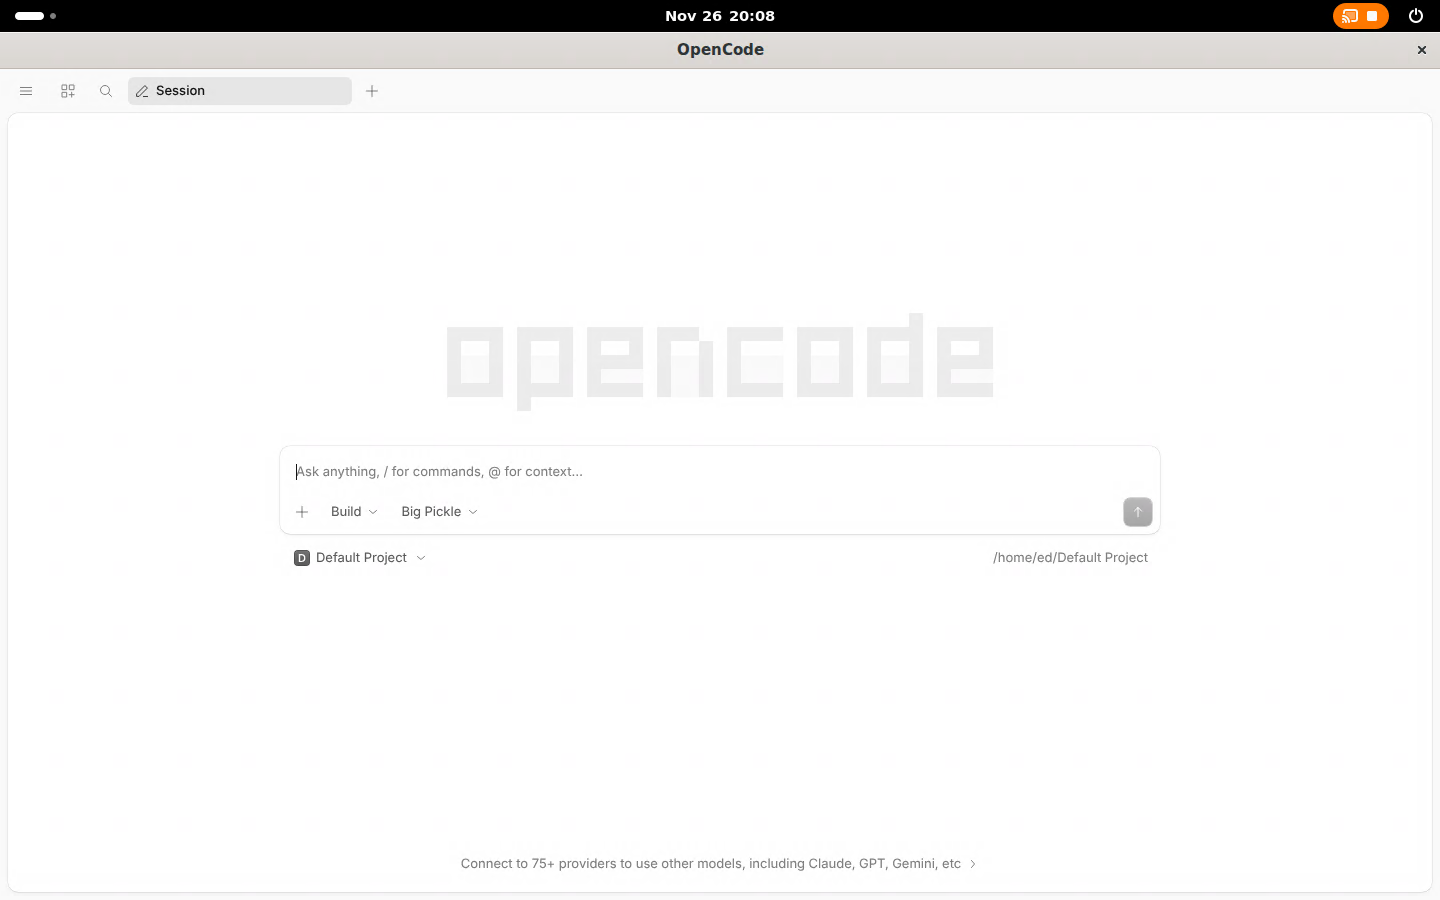 Nov 26 20:08
OpenCode
Session
opencode
Ask anything, / for commands, @ for context...
Build
Big Pickle
D Default Project
/home/ed/Default Project
Connect to 75+ providers to use other models, including Claude, GPT, Gemini, etc